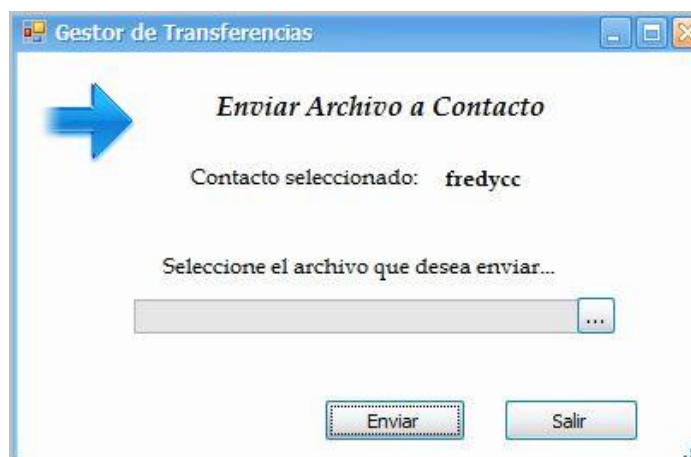 Gestor de Transferencias
Enviar Archivo a Contacto
Contacto seleccionado: fredycc
Seleccione el archivo que desea enviar...
...
Enviar Salir